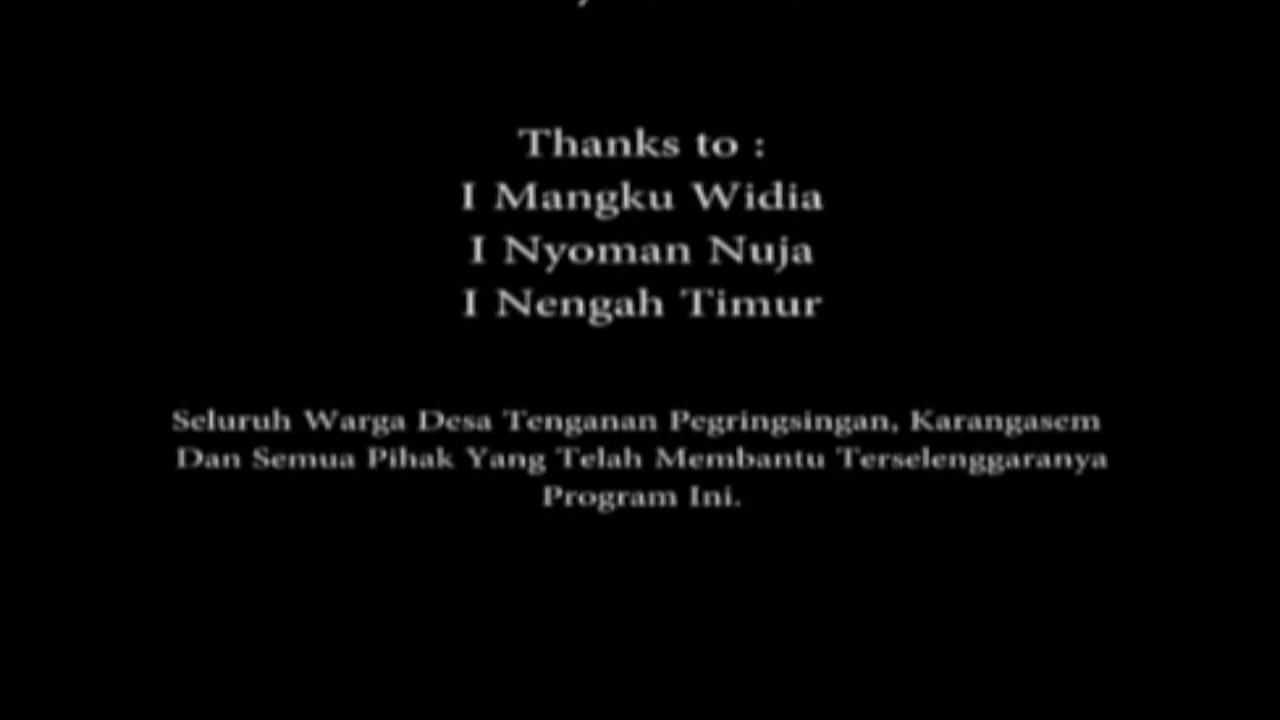 Thanks to :
I Mangku Widia
I Nyoman Nuja
I Nengah Timur
Seluruh Warga Desa Tenganan Pegringsingan, Karangasem
Dan Semua Pihak Yang Telah Membantu Terselenggaranya
Program Ini.